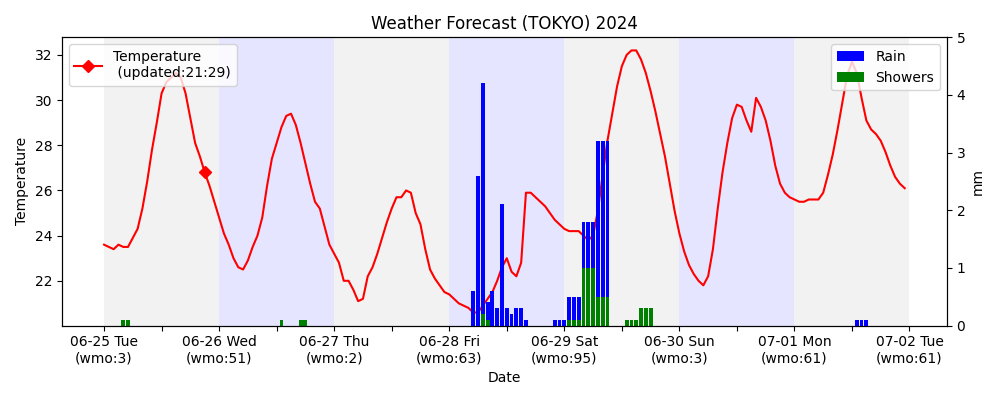 Weather Forecast (TOKYO) 2024
Temperature
(updated:21:29)
Rain
Showers
32
30
28
26
24
22
Temperature
5
4
3
2
1
0
mm
06-25 Tue
(wmo:3)
06-26 Wed
(wmo:51)
06-27 Thu
(wmo:2)
06-28 Fri
(wmo:63)
06-29 Sat
(wmo:95)
06-30 Sun
(wmo:3)
07-01 Mon
(wmo:61)
07-02 Tue
(wmo:61)
Date